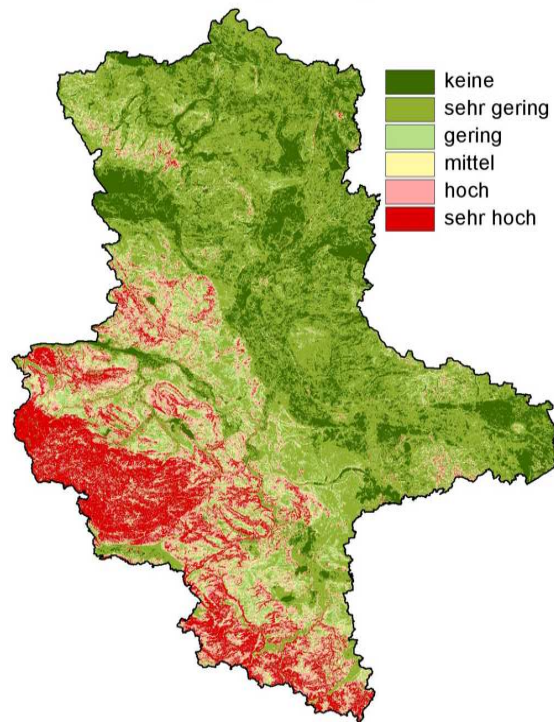 keine
sehr gering
gering
mittel
hoch
sehr hoch